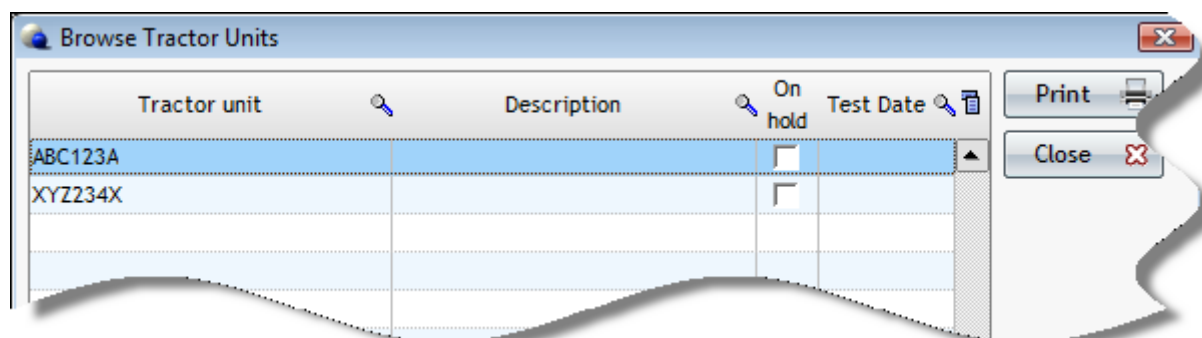 Browse Tractor Units
Tractor unit Description On hold Test Date
ABC123A
XYZ234X
Print
Close